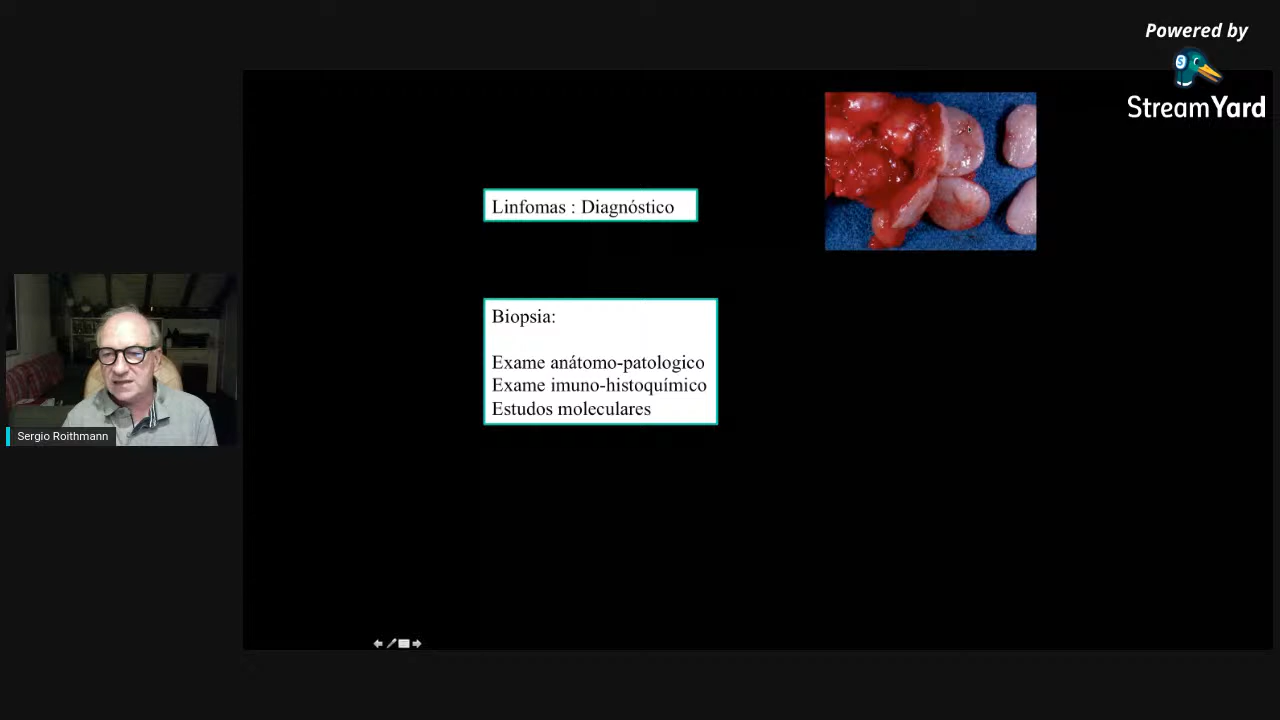 Powered by
StreamYard
Linfomas : Diagnóstico
Biopsia:
Exame anátomo-patologico
Exame imuno-histoquímico
Estudos moleculares
Sergio Roithmann